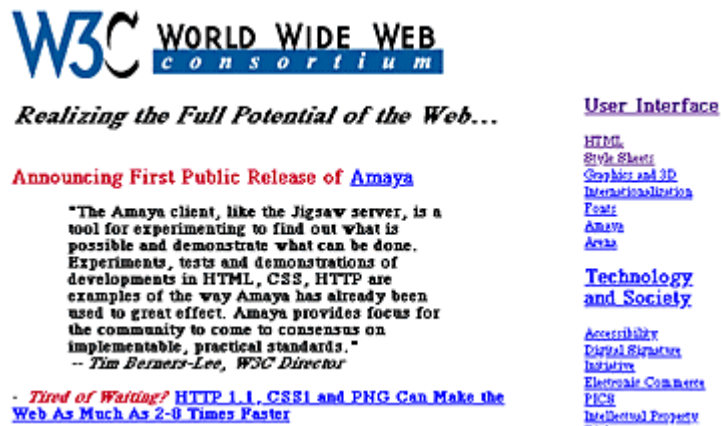 W3C WORLD WIDE WEB
consortium
Realizing the Full Potential of the Web...
Announcing First Public Release of Amaya
"The Amaya client, like the Jigsaw server, is a
tool for experimenting to find out what is
possible and demonstrate what can be done.
Experiments, tests and demonstrations of
developments in HTML, CSS, HTTP are
examples of the way Amaya has already been
used to great effect. Amaya provides focus for
the community to come to consensus on
implementable, practical standards."
-- Tim Berners-Lee, W3C Director
- Tired of Waiting? HTTP 1.1, CSS1 and PNG Can Make the
Web As Much As 2-8 Times Faster
User Interface
HTML
Style Sheets
Graphics and 3D
Internationalization
Fonts
Amaya
Arena
Technology
and Society
Accessibility
Digital Signature
Initiative
Electronic Commerce
PICS
Intellectual Property